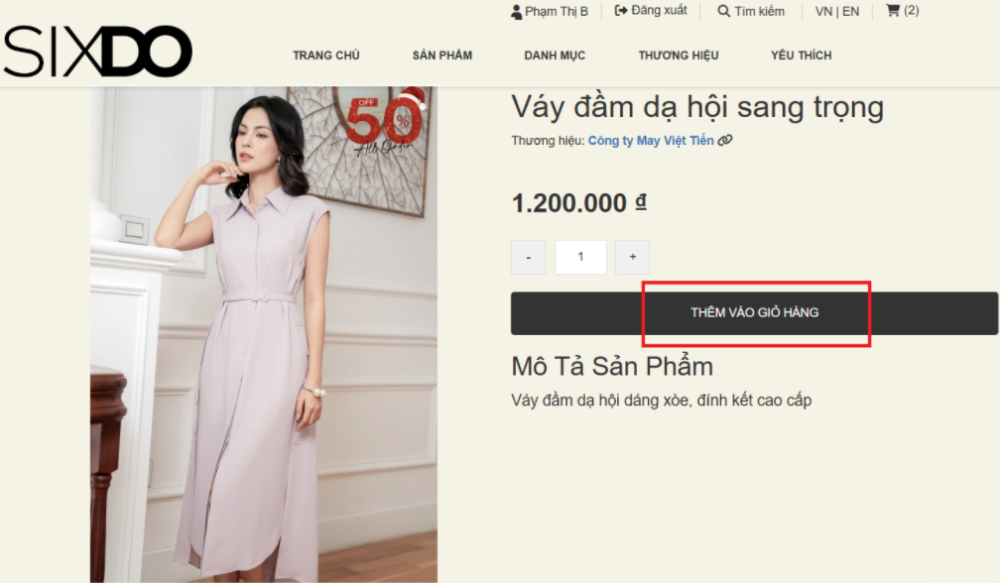 Phạm Thị B
Đăng xuất
Tìm kiếm
VN | EN
(2)
SIXDO
TRANG CHỦ
SẢN PHẨM
DANH MỤC
THƯƠNG HIỆU
YÊU THÍCH
OFF
50%
Váy đầm dạ hội sang trọng
Thương hiệu: Công ty May Việt Tiến
1.200.000 ₫
- 1 +
THÊM VÀO GIỎ HÀNG
Mô Tả Sản Phẩm
Váy đầm dạ hội dáng xòe, đính kết cao cấp